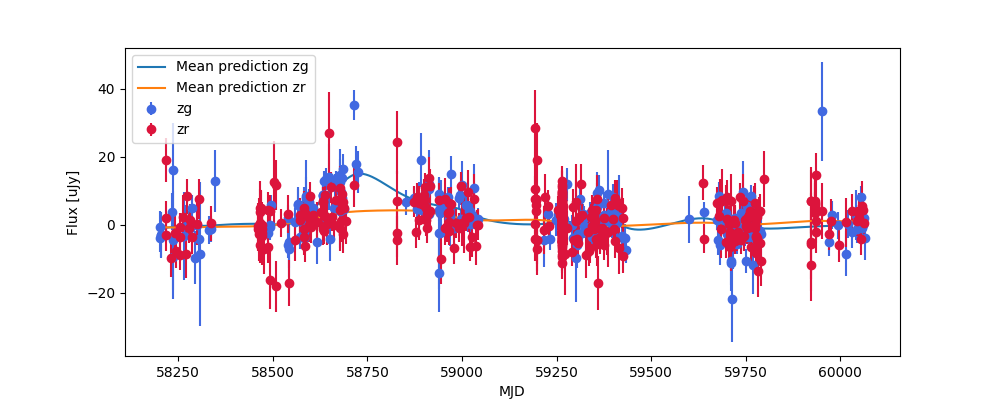 Mean prediction zg
Mean prediction zr
zg
zr
Flux [uJy]
40
20
0
−20
58250 58500 58750 59000 59250 59500 59750 60000
MJD